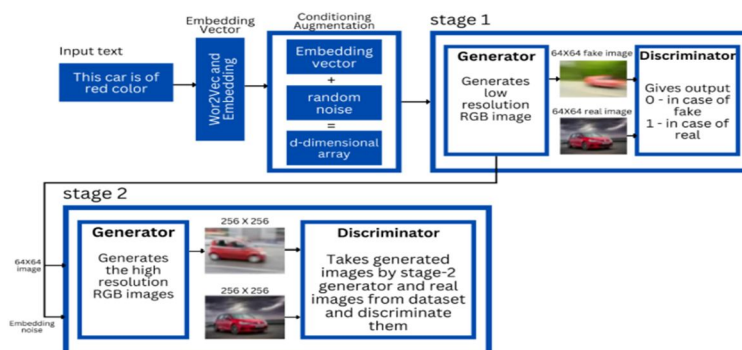 Input text
This car is of
red color
Embedding
Vector
Wor2Vec and
Embedding
Conditioning
Augmentation
Embedding
vector
+
random
noise
=
d-dimensional
array
stage 1
Generator
Generates
low
resolution
RGB image
64X64 fake image
64X64 real image
Discriminator
Gives output
0 - in case of
fake
1 - in case of
real
stage 2
64X64
image
Embedding
noise
Generator
Generates
the high
resolution
RGB images
256 X 256
256 X 256
Discriminator
Takes generated
images by stage-2
generator and real
images from dataset
and discriminate
them